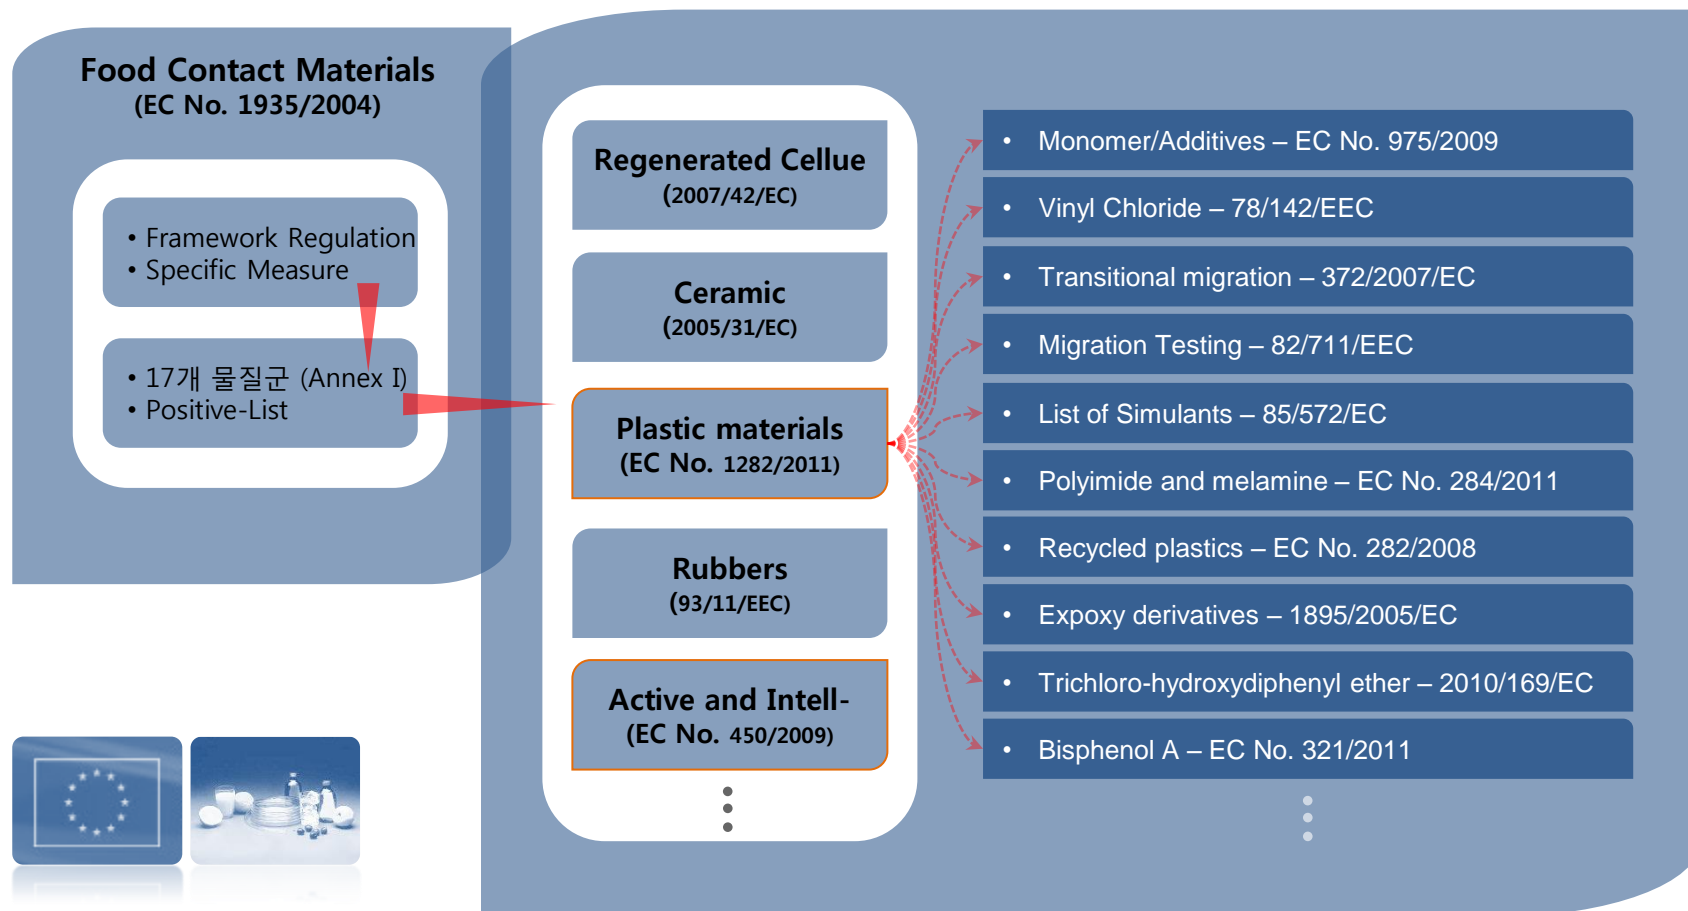 Food Contact Materials
(EC No. 1935/2004)
• Framework Regulation
• Specific Measure
• 17개 물질군 (Annex I)
• Positive-List
Regenerated Cellue
(2007/42/EC)
Ceramic
(2005/31/EC)
Plastic materials
(EC No. 1282/2011)
Rubbers
(93/11/EEC)
Active and Intell-
(EC No. 450/2009)
• Monomer/Additives – EC No. 975/2009
• Vinyl Chloride – 78/142/EEC
• Transitional migration – 372/2007/EC
• Migration Testing – 82/711/EEC
• List of Simulants – 85/572/EC
• Polyimide and melamine – EC No. 284/2011
• Recycled plastics – EC No. 282/2008
• Expoxy derivatives – 1895/2005/EC
• Trichloro-hydroxydiphenyl ether – 2010/169/EC
• Bisphenol A – EC No. 321/2011